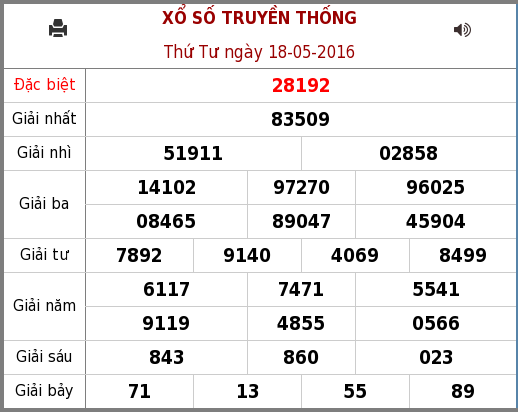 XỔ SỐ TRUYỀN THỐNG
Thứ Tư ngày 18-05-2016
Đặc biệt 28192
Giải nhất 83509
Giải nhì 51911 02858
Giải ba 14102 97270 96025
08465 89047 45904
Giải tư 7892 9140 4069 8499
Giải năm 6117 7471 5541
9119 4855 0566
Giải sáu 843 860 023
Giải bảy 71 13 55 89